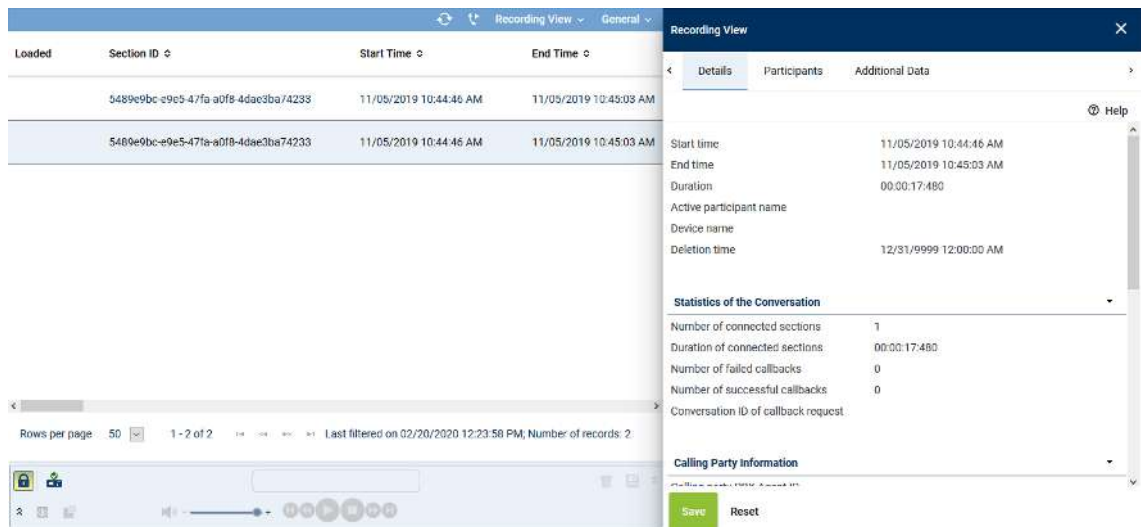 Recording View General
Loaded Section ID Start Time End Time
5489e9bc-e9e5-47fa-a0f8-4dae3ba74233 11/05/2019 10:44:46 AM 11/05/2019 10:45:03 AM
5489e9bc-e9e5-47fa-a0f8-4dae3ba74233 11/05/2019 10:44:46 AM 11/05/2019 10:45:03 AM
Rows per page 50 1 - 2 of 2 Last filtered on 02/20/2020 12:23:58 PM; Number of records: 2
Recording View
Details Participants Additional Data
Help
Start time 11/05/2019 10:44:46 AM
End time 11/05/2019 10:45:03 AM
Duration 00:00:17:480
Active participant name
Device name
Deletion time 12/31/9999 12:00:00 AM
Statistics of the Conversation
Number of connected sections 1
Duration of connected sections 00:00:17:480
Number of failed callbacks 0
Number of successful callbacks 0
Conversation ID of callback request
Calling Party Information
Calling party PBX Agent ID
Save Reset